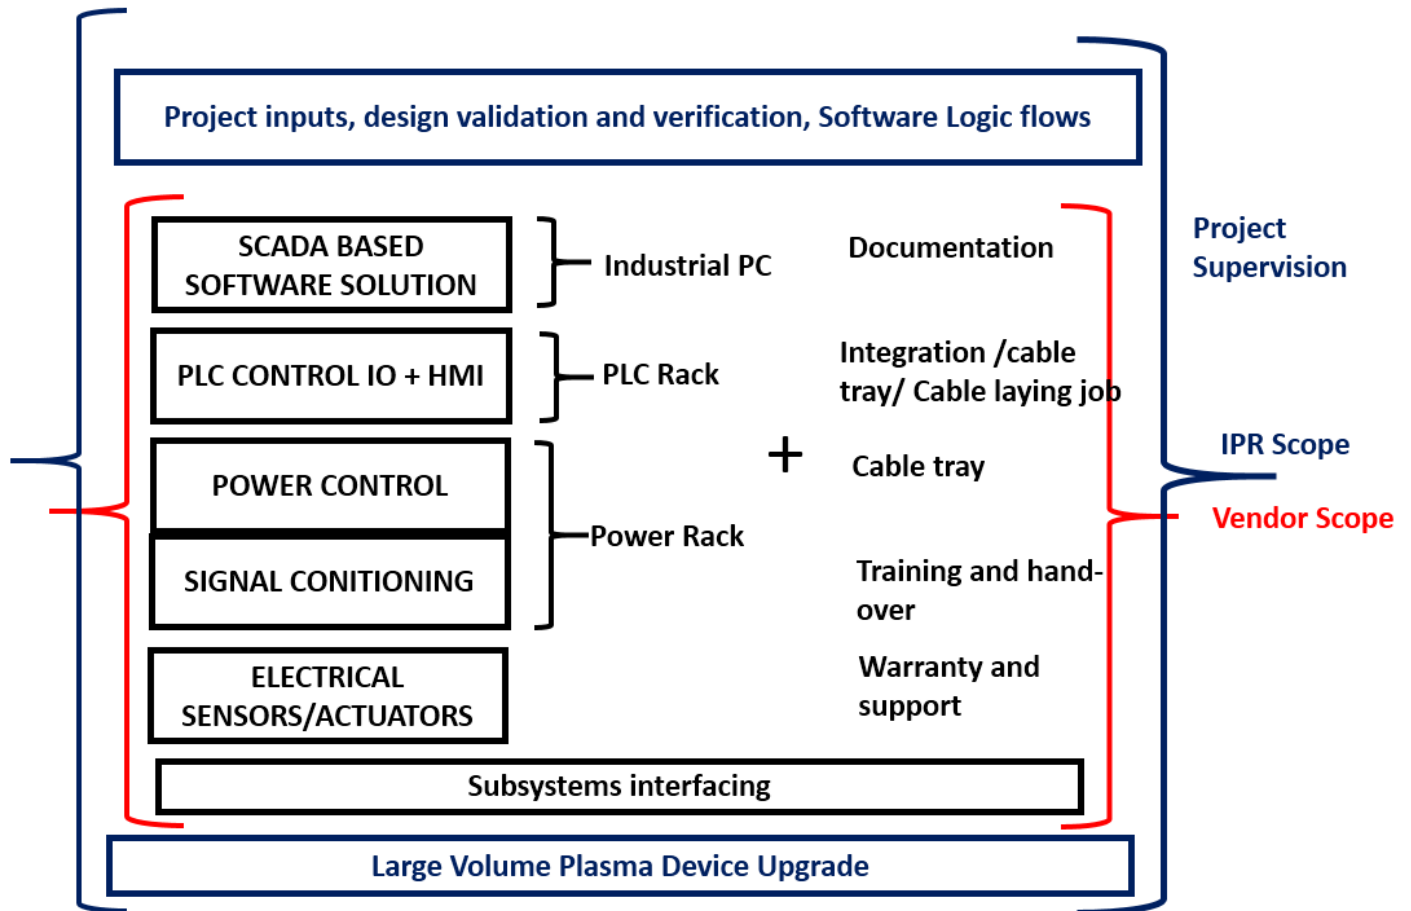 Project inputs, design validation and verification, Software Logic flows
SCADA BASED
SOFTWARE SOLUTION
Industrial PC
Documentation
Project
Supervision
PLC CONTROL IO + HMI
PLC Rack
Integration /cable
tray/ Cable laying job
POWER CONTROL
+
Cable tray
IPR Scope
Power Rack
Vendor Scope
SIGNAL CONITIONING
Training and hand-
over
ELECTRICAL
SENSORS/ACTUATORS
Warranty and
support
Subsystems interfacing
Large Volume Plasma Device Upgrade